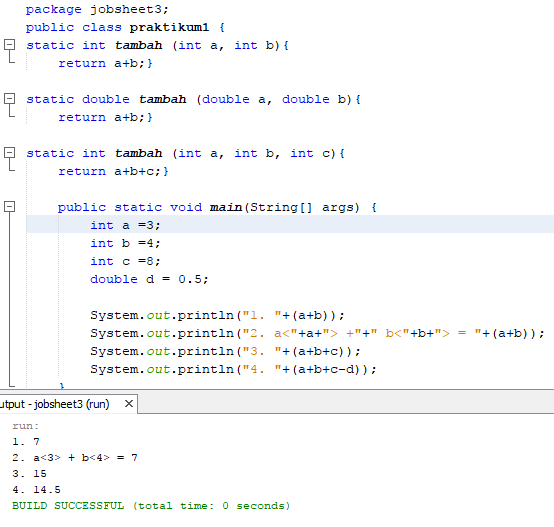 package jobsheet3;
public class praktikum1 {
static int tambah (int a, int b){
return a+b;}
static double tambah (double a, double b){
return a+b;}
static int tambah (int a, int b, int c){
return a+b+c;}
public static void main(String[] args) {
int a =3;
int b =4;
int c =8;
double d = 0.5;
System.out.println("1. "+(a+b));
System.out.println("2. a<"+a+"> +"+" b<"+b+"> = "+(a+b));
System.out.println("3. "+(a+b+c));
System.out.println("4. "+(a+b+c-d));
}
utput - jobsheet3 (run) ×
run:
1. 7
2. a<3> + b<4> = 7
3. 15
4. 14.5
BUILD SUCCESSFUL (total time: 0 seconds)